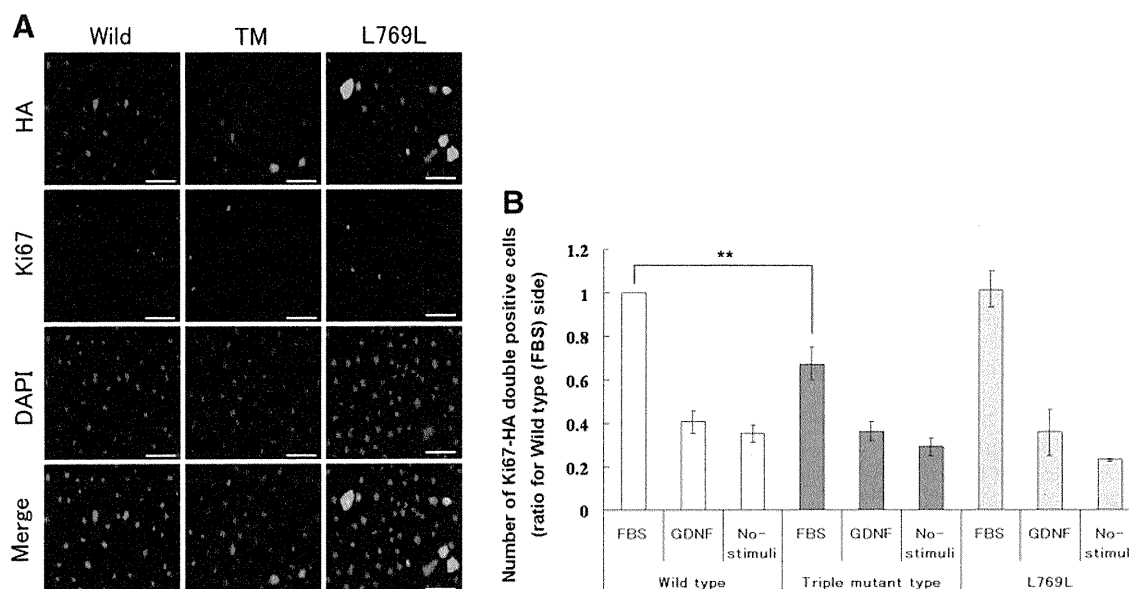 A
Wild TM L769L
HA
Ki67
DAPI
Merge
B
Number of Ki67-HA double positive cells
(ratio for Wild type (FBS) side)
1.2
1
0.8
0.6
0.4
0.2
0
**
FBS GDNF No-stimuli FBS GDNF No-stimuli FBS GDNF No-stimuli
Wild type Triple mutant type L769L